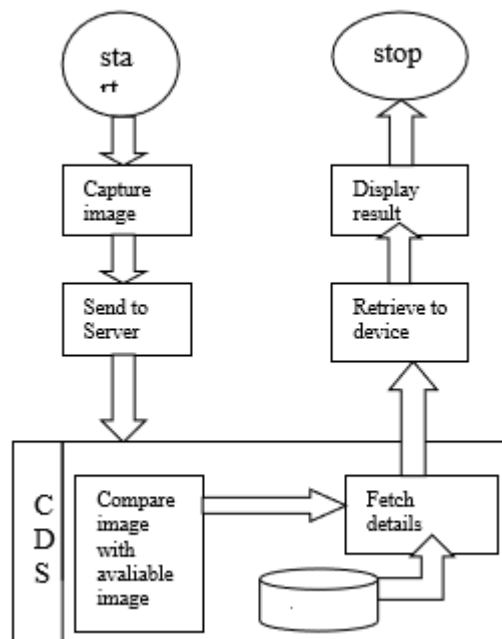 sta
rt
stop
Capture
image
Display
result
Send to
Server
Retrieve to
device
C
D
S
Compare
image
with
avaliable
image
Fetch
details